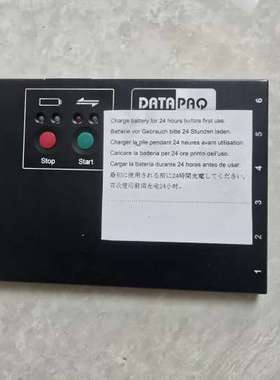 DATAPAQ
Stop Start
Charge battery for 24 hours before first use.
Batterie vor Gebrauch bitte 24 Stunden laden.
Charger la pile pendant 24 heures avant utilisation.
Caricare la batteria per 24 ore primo dell'uso.
Cargar la batería durante 24 horas antes de usar.
最初に使用される前に24時間充電してください。
首次使用前请充电24小时。
6
5
4
3
2
1